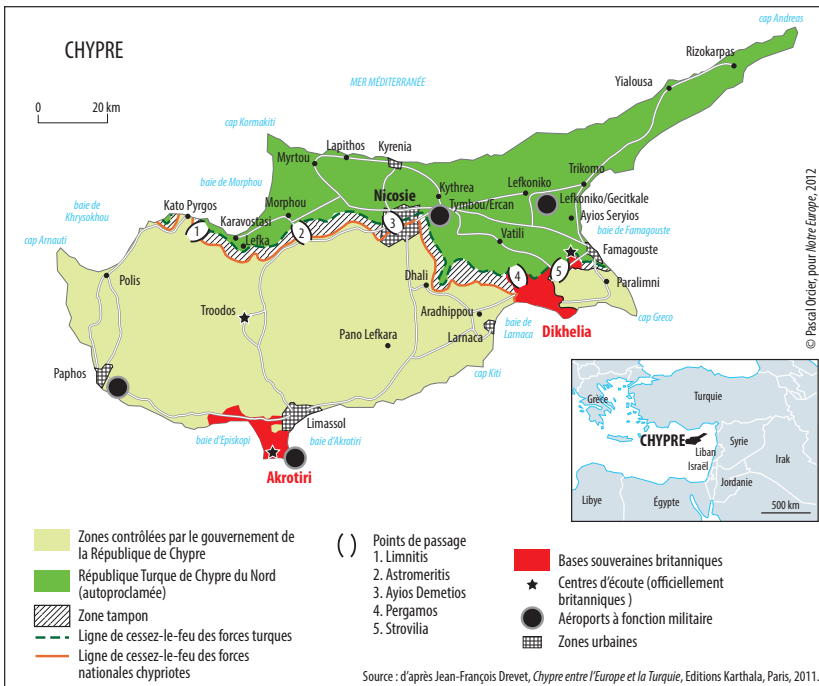 CHYPRE
0 20 km
MER MÉDITERRANÉE
cap Andreas
Rizokarpas
Yialousa
cap Kormakiti
Lapithos
Kyrenia
Myrtou
Trikomo
baie de Morphou
Nicosie
Kythrea
Lefkoniko
Lefkoniko/Gecitkale
Tymbou/Ercan
baie de
Khrysokhou
Kato Pyrgos
Karavostasi
Morphou
Ayios Seryios
baie de Famagouste
1
Lefka
2
3
Vatili
Famagouste
cap Arnauti
Polis
Dhali
4
5
Paralimni
Troodos
Aradhippou
baie de
Larnaca
Dikhelia
cap Greco
Pano Lefkara
Larnaca
cap Kiti
Paphos
Limassol
baie d'Episkopi
baie d'Akrotiri
Akrotiri
© Pascal Orcier, pour Notre Europe, 2012
Grèce
Turquie
CHYPRE
Syrie
Liban
Israël
Irak
Jordanie
Libye
Égypte
500 km
Zones contrôlées par le gouvernement de
la République de Chypre
République Turque de Chypre du Nord
(autoproclamée)
Zone tampon
Ligne de cessez-le-feu des forces turques
Ligne de cessez-le-feu des forces
nationales chypriotes
Points de passage
1. Limnitis
2. Astromeritis
3. Ayios Demetios
4. Pergamos
5. Strovilia
Bases souveraines britanniques
Centres d'écoute (officiellement
britanniques )
Aéroports à fonction militaire
Zones urbaines
Source : d'après Jean-François Drevet, Chypre entre l'Europe et la Turquie, Editions Karthala, Paris, 2011.